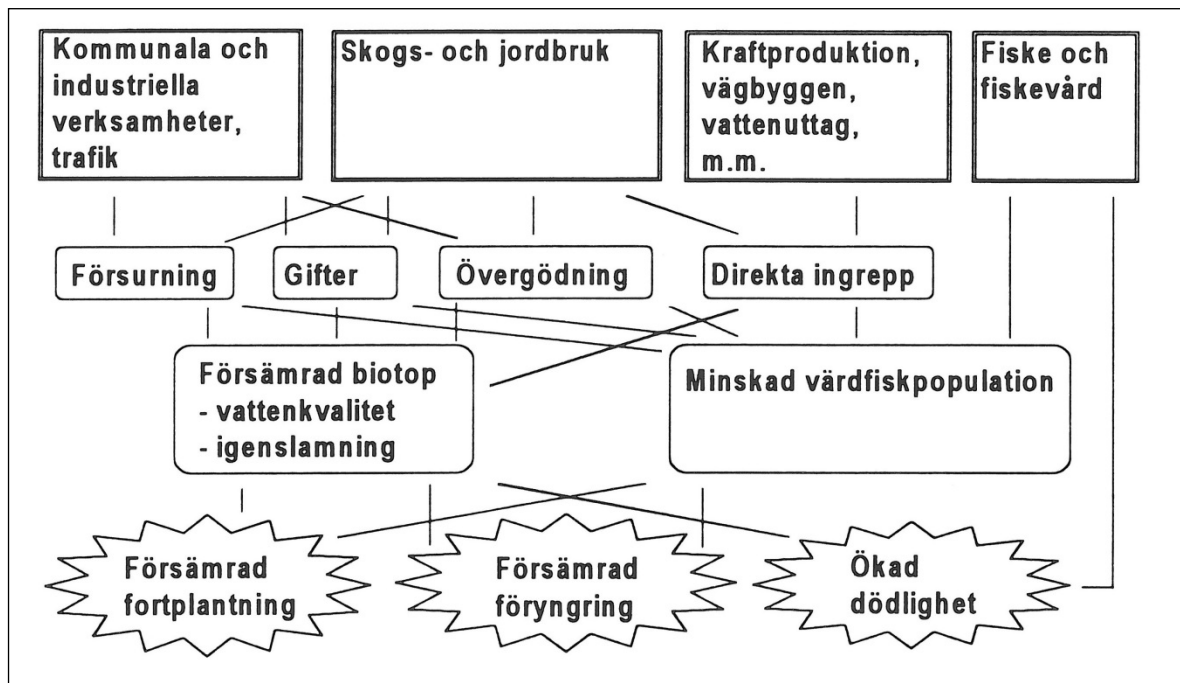 Kommunala och
industriella
verksamheter,
trafik
Skogs- och jordbruk
Kraftproduktion,
vägbyggen,
vattenuttag,
m.m.
Fiske och
fiskevård
Försurning
Gifter
Övergödning
Direkta ingrepp
Försämrad biotop
- vattenkvalitet
- igenslamning
Minskad värdfiskpopulation
Försämrad
fortplantning
Försämrad
föryngring
Ökad
dödlighet